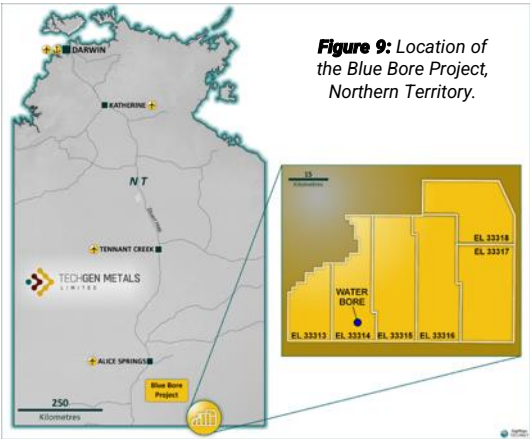 Figure 9: Location of
the Blue Bore Project,
Northern Territory.
DARWIN
KATHERINE
NT
TENNANT CREEK
TECHGEN METALS
LIMITED
ALICE SPRINGS
Blue Bore
Project
250
Kilometres
15
Kilometres
EL 33318
EL 33317
WATER
BORE
EL 33313 EL 33314 EL 33315 EL 33316